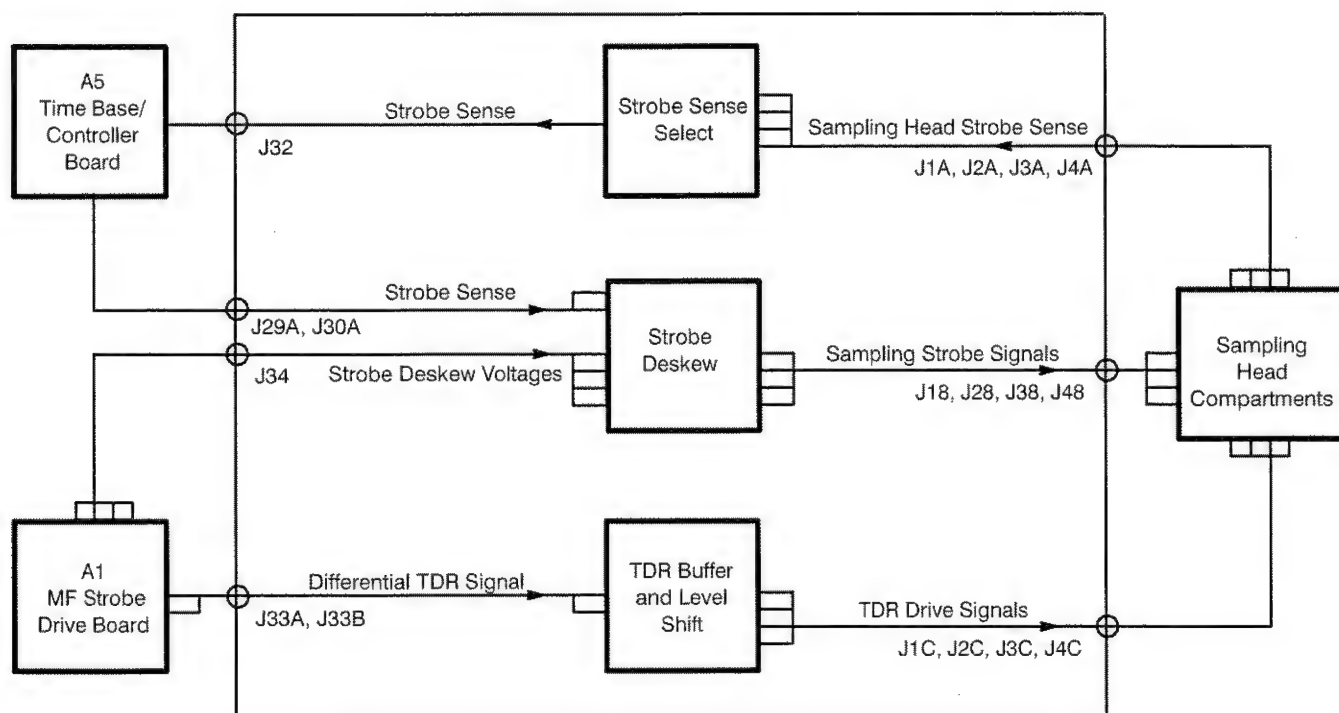 A5
Time Base/
Controller
Board
Strobe Sense
J32
Strobe Sense
Select
Sampling Head Strobe Sense
J1A, J2A, J3A, J4A
Strobe Sense
J29A, J30A
J34
Strobe Deskew Voltages
Strobe
Deskew
Sampling Strobe Signals
J18, J28, J38, J48
Sampling
Head
Compartments
A1
MF Strobe
Drive Board
Differential TDR Signal
J33A, J33B
TDR Buffer
and Level
Shift
TDR Drive Signals
J1C, J2C, J3C, J4C